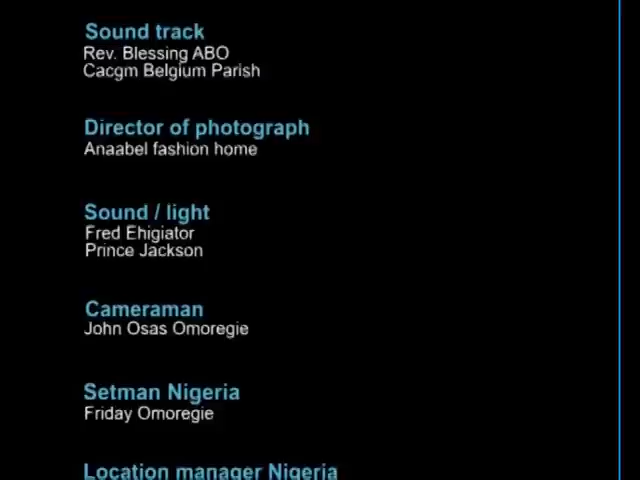 Sound track
Rev. Blessing ABO
Cacgm Belgium Parish
Director of photograph
Anaabel fashion home
Sound / light
Fred Ehigiator
Prince Jackson
Cameraman
John Osas Omoregie
Setman Nigeria
Friday Omoregie
Location manager Nigeria